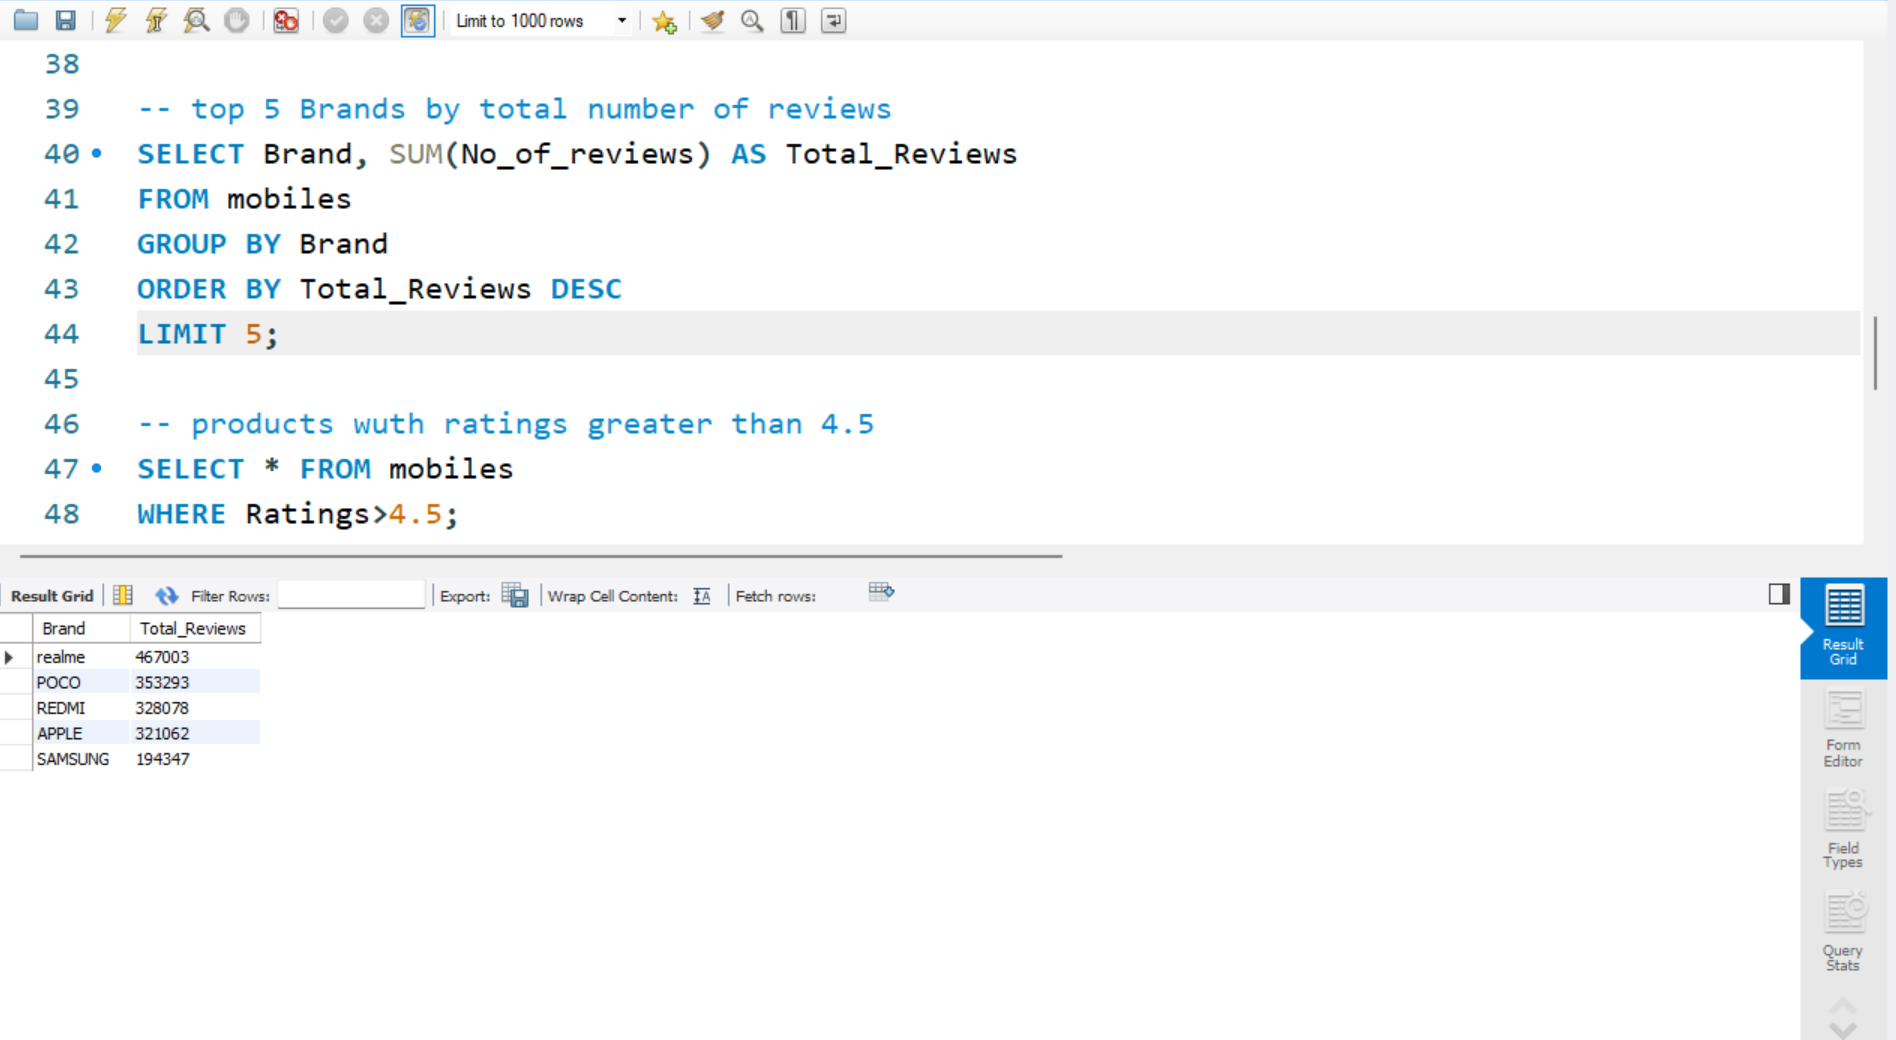 Limit to 1000 rows
38
39 -- top 5 Brands by total number of reviews
40 SELECT Brand, SUM(No_of_reviews) AS Total_Reviews
41 FROM mobiles
42 GROUP BY Brand
43 ORDER BY Total_Reviews DESC
44 LIMIT 5;
45
46 -- products wuth ratings greater than 4.5
47 SELECT * FROM mobiles
48 WHERE Ratings>4.5;
Result Grid Filter Rows: Export: Wrap Cell Content: Fetch rows:
Brand Total_Reviews
realme 467003
POCO 353293
REDMI 328078
APPLE 321062
SAMSUNG 194347
Result
Grid
Form
Editor
Field
Types
Query
Stats